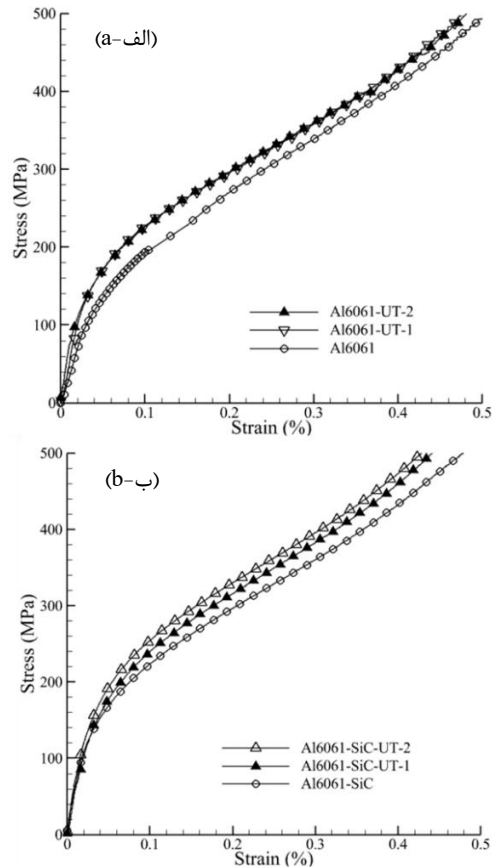 (a-الف)
500
400
300
200
100
0
Stress (MPa)
Al6061-UT-2
Al6061-UT-1
Al6061
0 0.1 0.2 0.3 0.4 0.5
Strain (%)
(b-ب)
500
400
300
200
100
0
Stress (MPa)
Al6061-SiC-UT-2
Al6061-SiC-UT-1
Al6061-SiC
0 0.1 0.2 0.3 0.4 0.5
Strain (%)